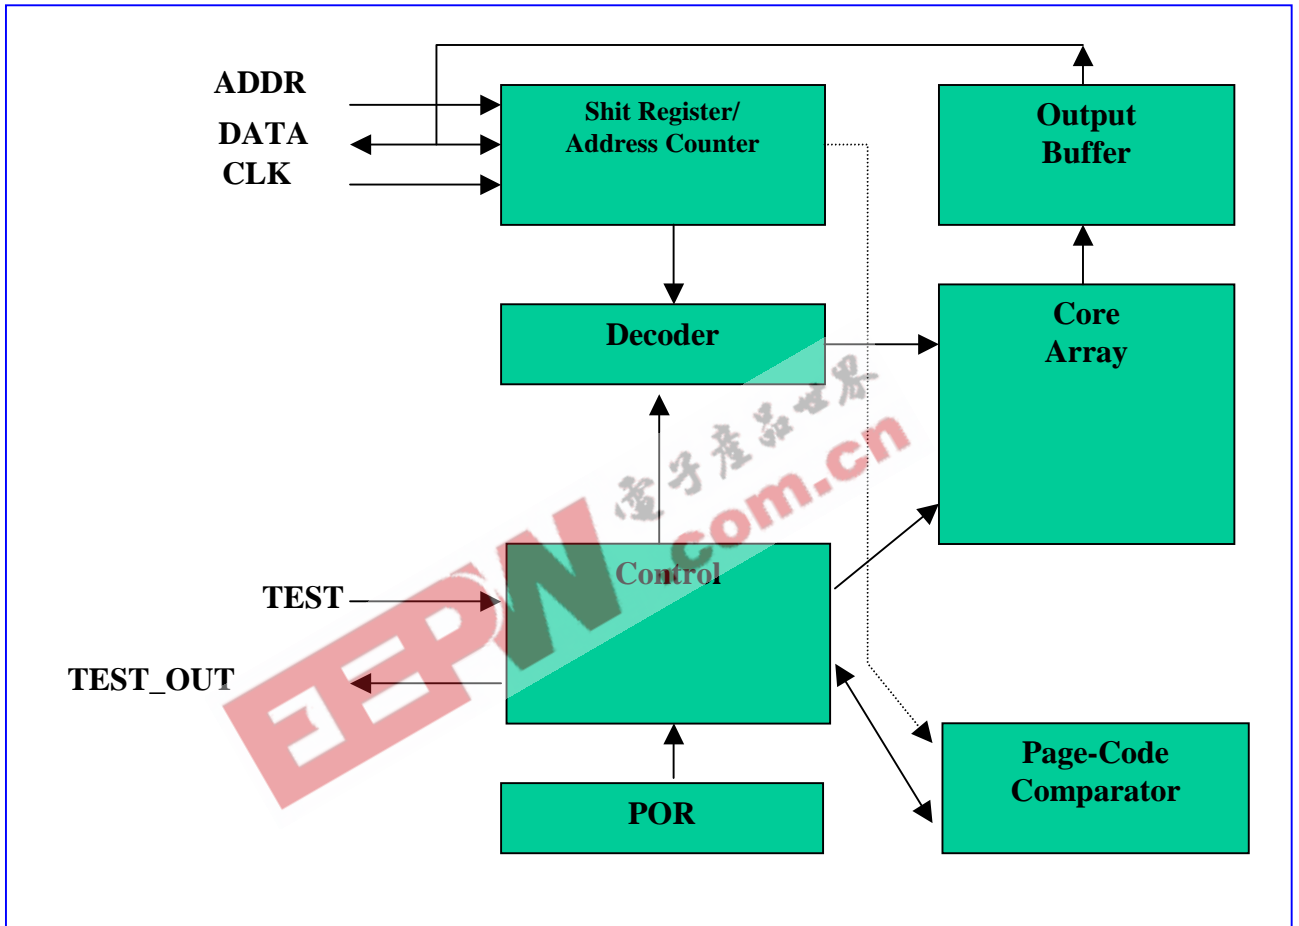 ADDR
DATA
CLK
Shit Register/
Address Counter
Output
Buffer
Decoder
Core
Array
電子產品世界
EEPW.com.cn
Control
TEST
TEST_OUT
POR
Page-Code
Comparator